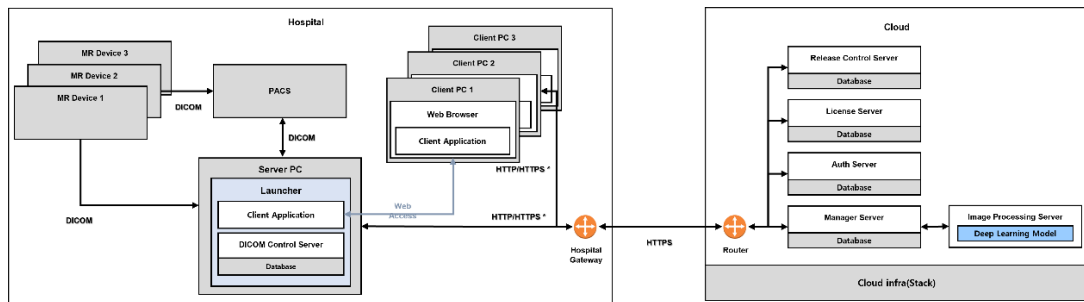 Hospital
MR Device 3
MR Device 2
MR Device 1
DICOM
PACS
DICOM
DICOM
Client PC 3
Client PC 2
Client PC 1
Web Browser
Client Application
HTTP/HTTPS *
Server PC
Launcher
Client Application
DICOM Control Server
Database
Web
Access
HTTP/HTTPS *
Hospital
Gateway
HTTPS
Cloud
Router
Release Control Server
Database
License Server
Database
Auth Server
Database
Manager Server
Database
Image Processing Server
Deep Learning Model
Cloud infra(Stack)